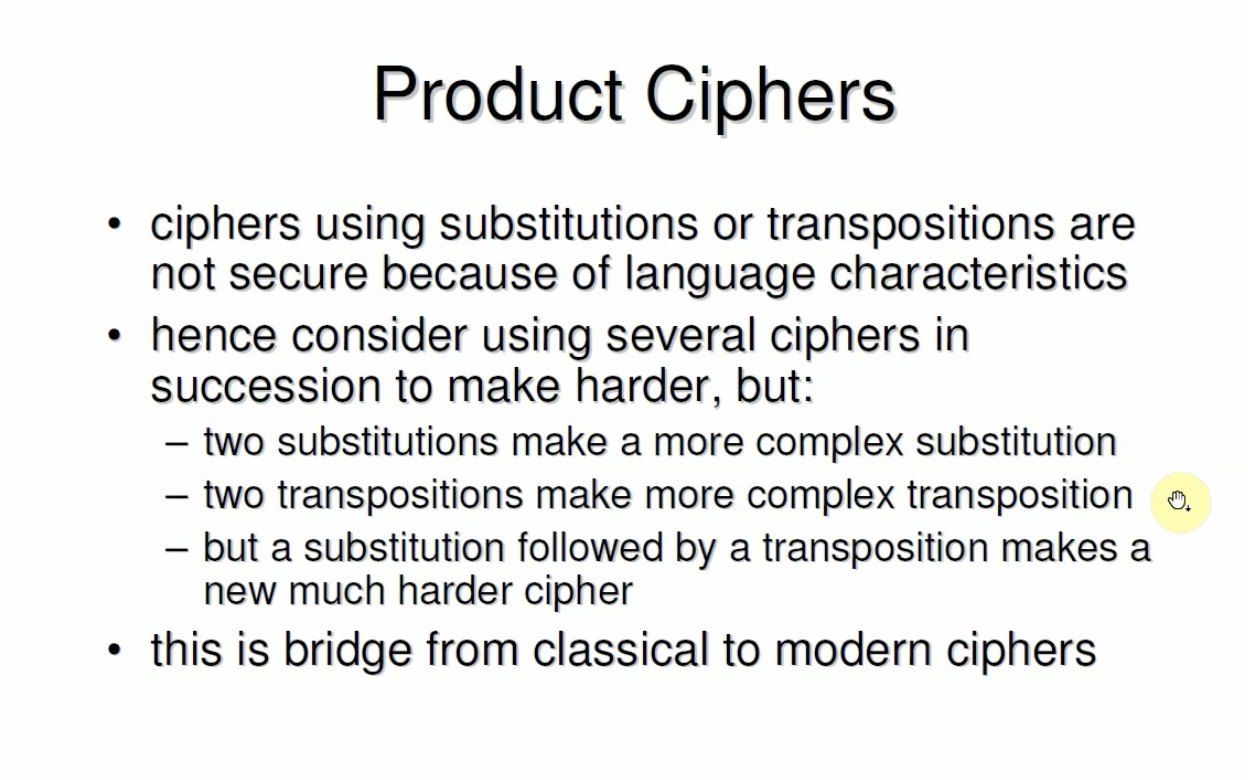 Product Ciphers
• ciphers using substitutions or transpositions are
not secure because of language characteristics
• hence consider using several ciphers in
succession to make harder, but:
– two substitutions make a more complex substitution
– two transpositions make more complex transposition
– but a substitution followed by a transposition makes a
new much harder cipher
• this is bridge from classical to modern ciphers